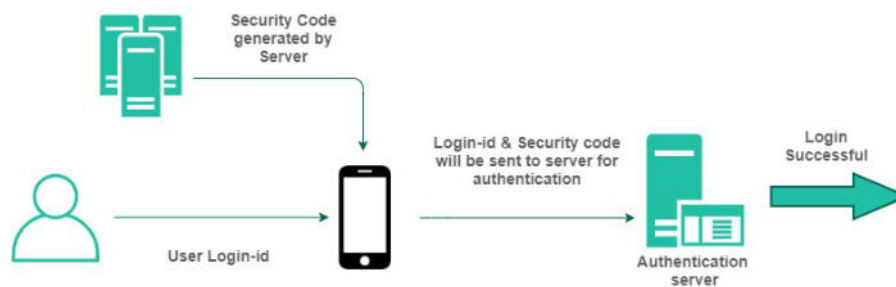 Security Code
generated by
Server
Login-id & Security code
will be sent to server for
authentication
Login
Successful
User Login-id
Authentication
server